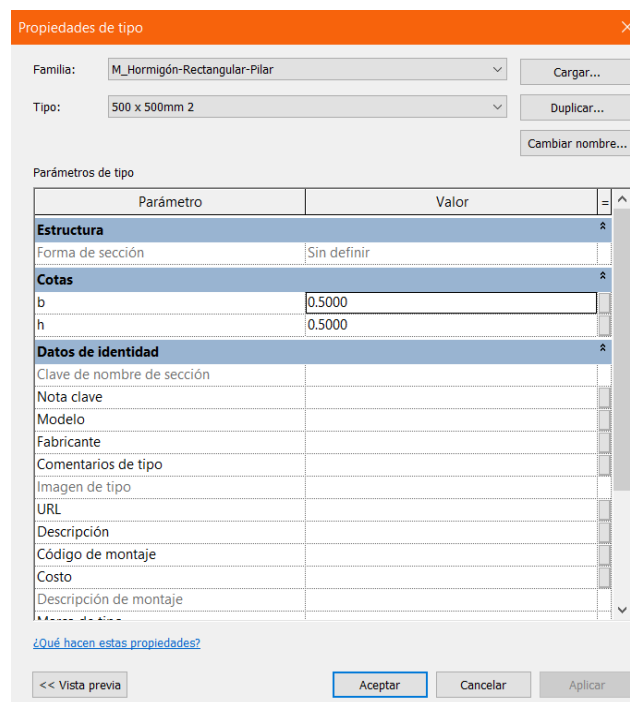 Propiedades de tipo
Familia: M_Hormigón-Rectangular-Pilar Cargar...
Tipo: 500 x 500mm 2 Duplicar...
Cambiar nombre...
Parámetros de tipo
Parámetro Valor =
Estructura
Forma de sección Sin definir
Cotas
b 0.5000
h 0.5000
Datos de identidad
Clave de nombre de sección
Nota clave
Modelo
Fabricante
Comentarios de tipo
Imagen de tipo
URL
Descripción
Código de montaje
Costo
Descripción de montaje
Marca de tipo
¿Qué hacen estas propiedades?
<< Vista previa Aceptar Cancelar Aplicar